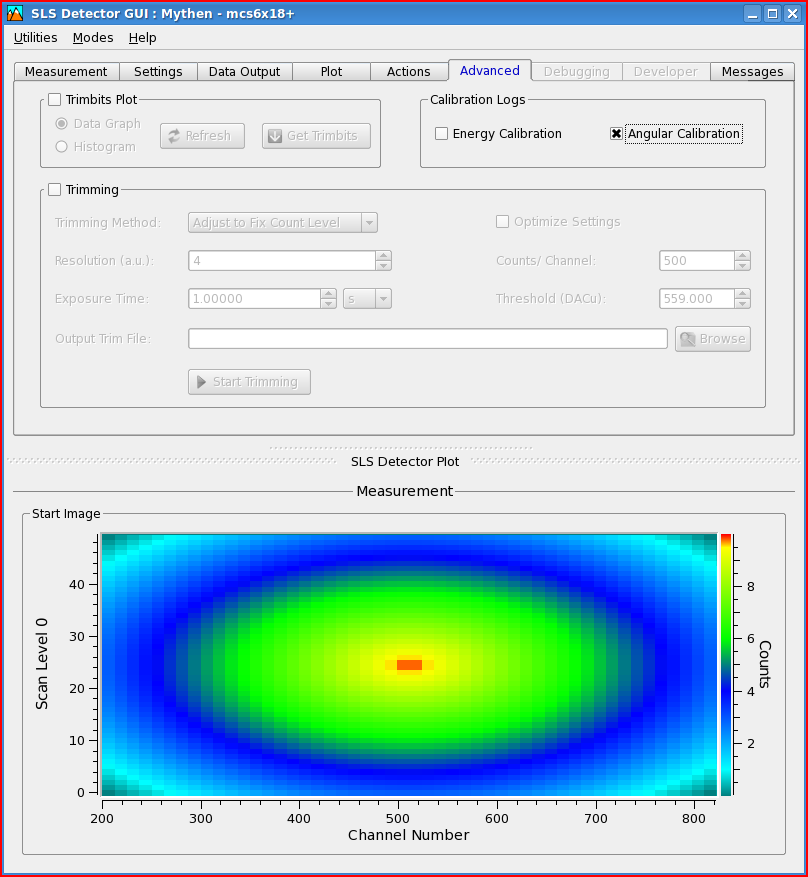 SLS Detector GUI : Mythen - mcs6x18+
Utilities Modes Help
Measurement Settings Data Output Plot Actions Advanced Debugging Developer Messages
Trimbits Plot
Data Graph
Histogram
Refresh
Get Trimbits
Calibration Logs
Energy Calibration
Angular Calibration
Trimming
Trimming Method: Adjust to Fix Count Level
Optimize Settings
Resolution (a.u.): 4
Counts/ Channel: 500
Exposure Time: 1.00000 s
Threshold (DACu): 559.000
Output Trim File:
Browse
Start Trimming
SLS Detector Plot
Measurement
Start Image
Scan Level 0
40
30
20
10
0
200 300 400 500 600 700 800
Channel Number
8
6
4
2
Counts